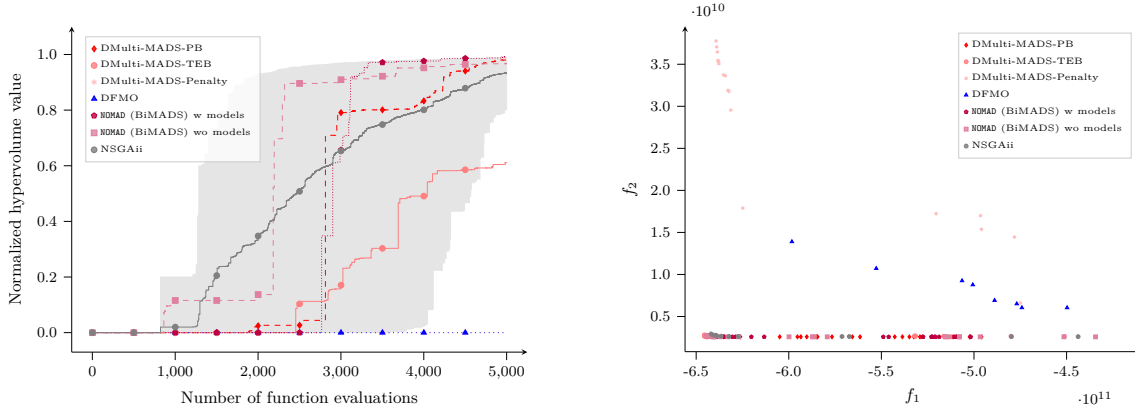 1.0
0.8
0.6
0.4
0.2
0.0
Normalized hypervolume value
DMulti-MADS-PB
DMulti-MADS-TEB
DMulti-MADS-Penalty
DFMO
NOMAD (BiMADS) w models
NOMAD (BiMADS) wo models
NSGAii
0 1,000 2,000 3,000 4,000 5,000
Number of function evaluations
·10^10
3.5
3.0
2.5
2.0
1.5
1.0
0.5
f_2
DMulti-MADS-PB
DMulti-MADS-TEB
DMulti-MADS-Penalty
DFMO
NOMAD (BiMADS) w models
NOMAD (BiMADS) wo models
NSGAii
−6.5 −6.0 −5.5 −5.0 −4.5
f_1
·10^11